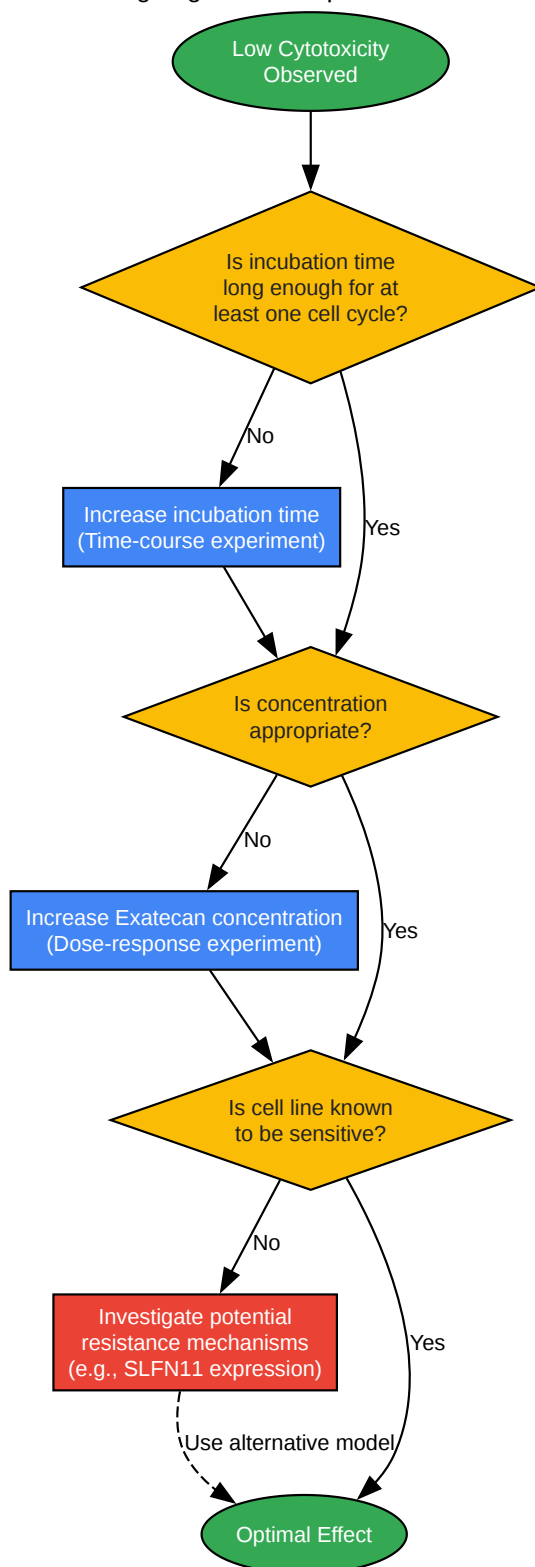 Low Cytotoxicity
Observed
Is incubation time
long enough for at
least one cell cycle?
No
Increase incubation time
(Time-course experiment)
Yes
Is concentration
appropriate?
No
Increase Exatecan concentration
(Dose-response experiment)
Yes
Is cell line known
to be sensitive?
No
Investigate potential
resistance mechanisms
(e.g., SLFN11 expression)
Yes
Use alternative model
Optimal Effect